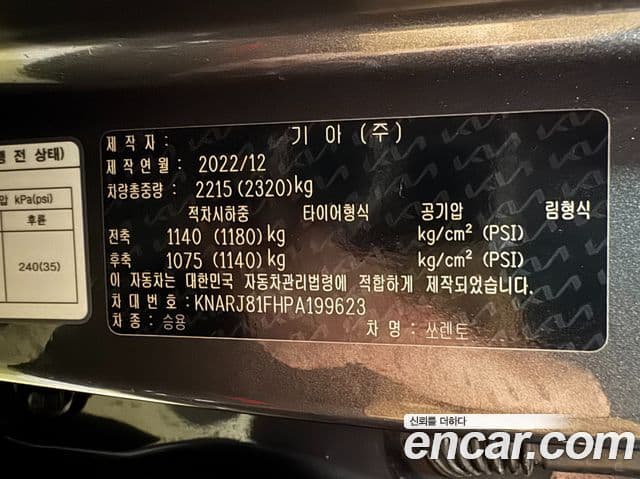 제작자: 기아(주)
제작연월: 2022/12
차량총중량: 2215(2320)kg
적차시하중 타이어형식 공기압 림형식
전축 1140 (1180)kg kg/cm² (PSI)
후축 1075 (1140)kg kg/cm² (PSI)
이 자동차는 대한민국 자동차관리법령에 적합하게 제작되었습니다.
차대번호:KNARJ81FHPA199623
차종: 승용 차명: 쏘렌토
전 상태)
압 kPa(psi)
후륜
240(35)
신뢰를 더하다
encar.com